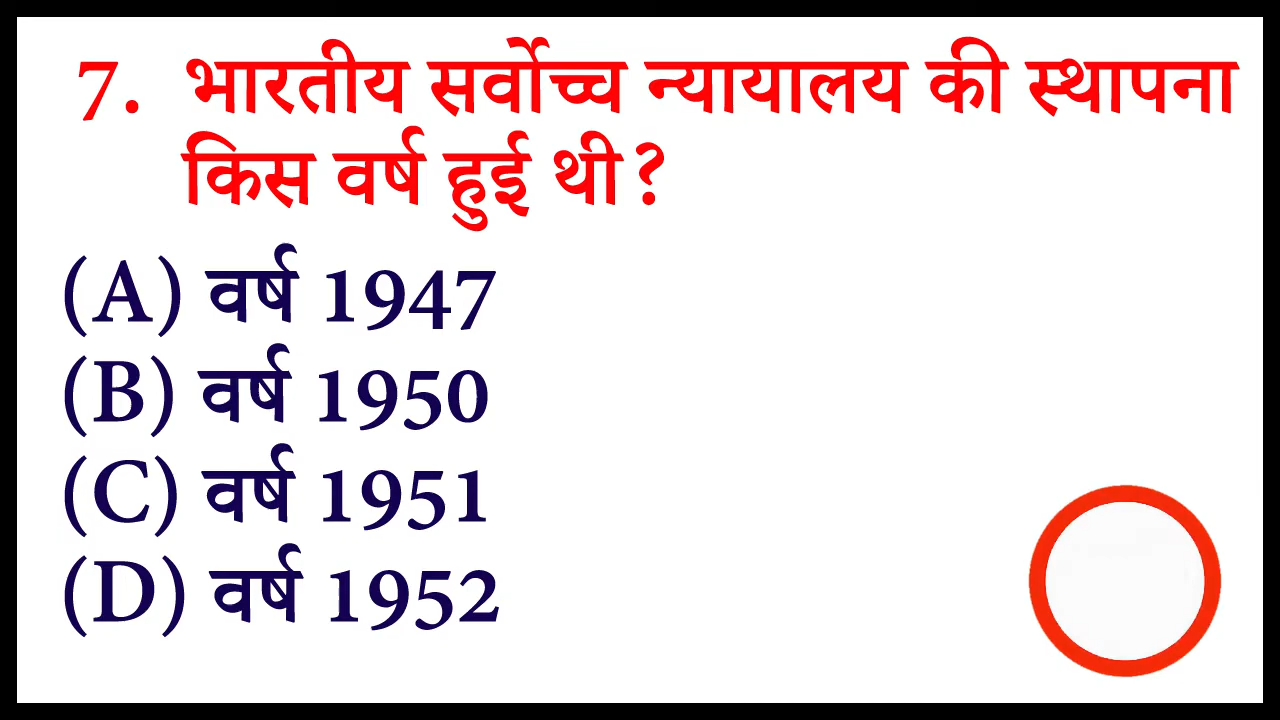 7. भारतीय सर्वोच्च न्यायालय की स्थापना
किस वर्ष हुई थी?
(A) वर्ष 1947
(B) वर्ष 1950
(C) वर्ष 1951
(D) वर्ष 1952